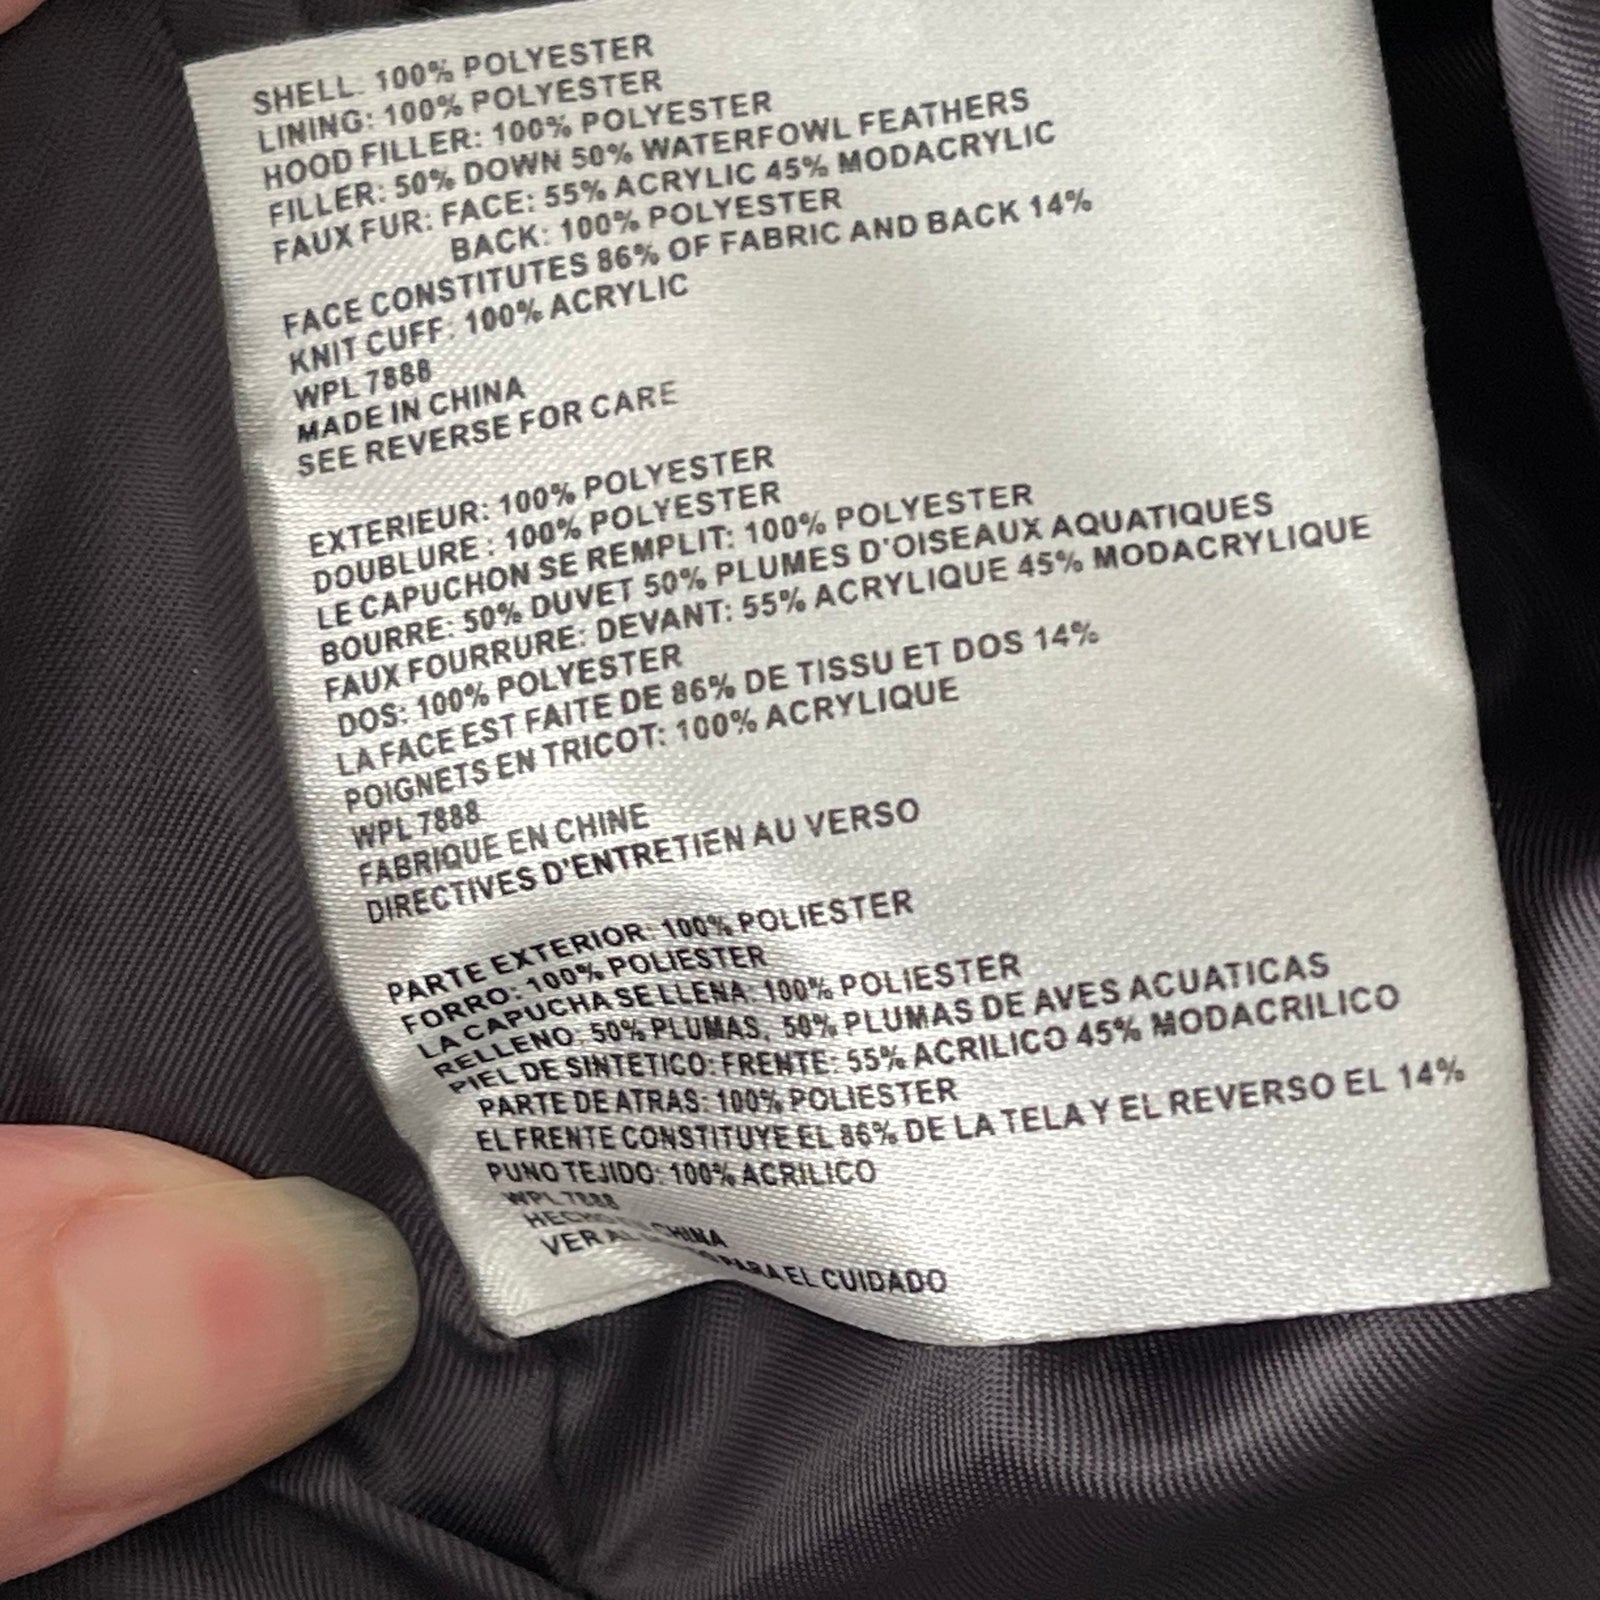 SHELL: 100% POLYESTER
LINING: 100% POLYESTER
HOOD FILLER: 100% POLYESTER
FILLER: 50% DOWN 50% WATERFOWL FEATHERS
FAUX FUR: FACE: 55% ACRYLIC 45% MODACRYLIC
BACK: 100% POLYESTER
FACE CONSTITUTES 86% OF FABRIC AND BACK 14%
KNIT CUFF: 100% ACRYLIC
WPL 7888
MADE IN CHINA
SEE REVERSE FOR CARE
EXTERIEUR: 100% POLYESTER
DOUBLURE : 100% POLYESTER
LE CAPUCHON SE REMPLIT: 100% POLYESTER
BOURRE: 50% DUVET 50% PLUMES D'OISEAUX AQUATIQUES
FAUX FOURRURE: DEVANT: 55% ACRYLIQUE 45% MODACRYLIQUE
DOS: 100% POLYESTER
LA FACE EST FAITE DE 86% DE TISSU ET DOS 14%
POIGNETS EN TRICOT: 100% ACRYLIQUE
WPL 7888
FABRIQUE EN CHINE
DIRECTIVES D'ENTRETIEN AU VERSO
PARTE EXTERIOR: 100% POLIESTER
FORRO: 100% POLIESTER
LA CAPUCHA SE LLENA: 100% POLIESTER
RELLENO: 50% PLUMAS, 50% PLUMAS DE AVES ACUATICAS
PIEL DE SINTETICO: FRENTE: 55% ACRILICO 45% MODACRILICO
PARTE DE ATRAS: 100% POLIESTER
EL FRENTE CONSTITUYE EL 86% DE LA TELA Y EL REVERSO EL 14%
PUNO TEJIDO: 100% ACRILICO
WPL 7888
HECHO EN CHINA
VER PARA EL CUIDADO